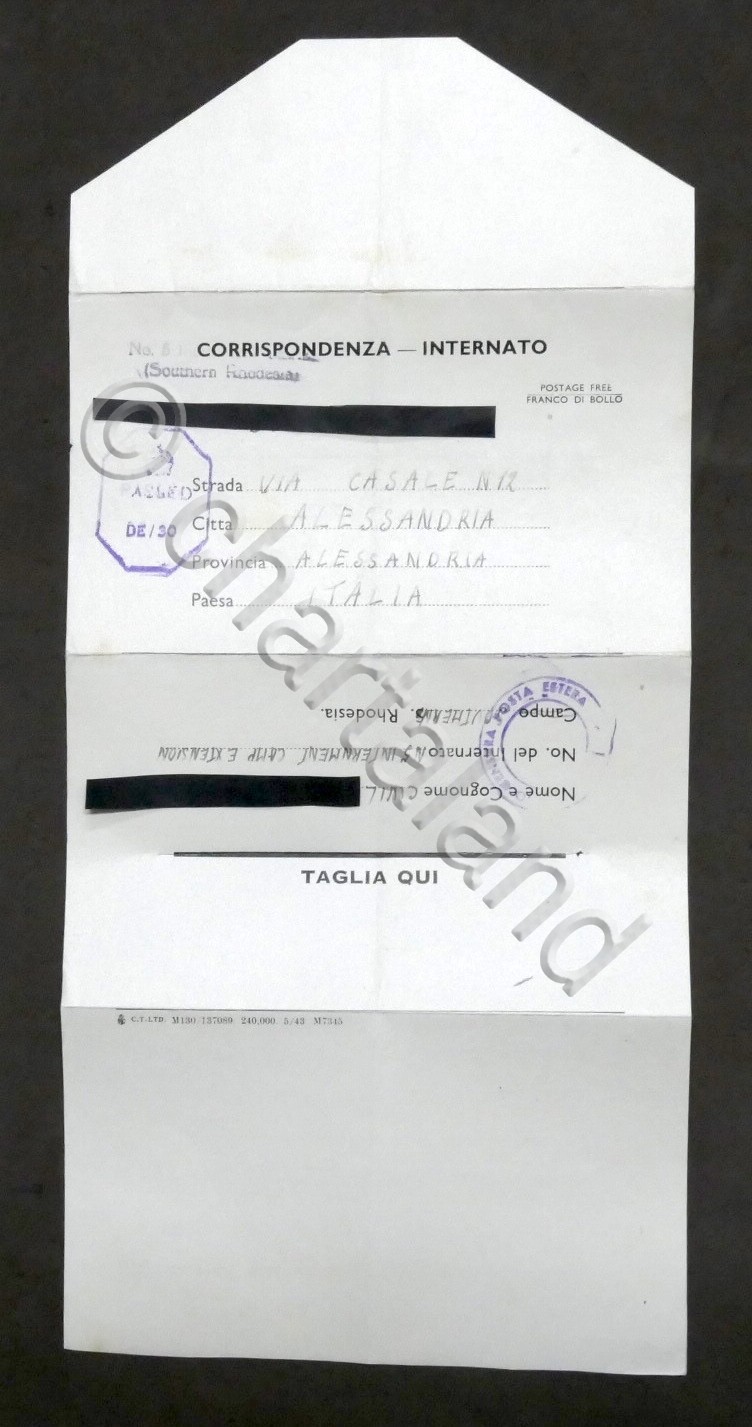 CORRISPONDENZA — INTERNATO
No. 5
(Southern Rhodesia)
POSTAGE FREE
FRANCO DI BOLLO
PASSED
DE/30
Strada VIA CASALE N 12
Citta ALESSANDRIA
Provincia ALESSANDRIA
Paesa ITALIA
POSTA ESTERA
Campo Rhodesia.
No. del Internato N 5 INTERNMENT CAMP EXTENSION
Nome e Cognome CIVIL
TAGLIA QUI
C.T. LTD. M130 137089 240,000 5/43 M7345
© chartaland